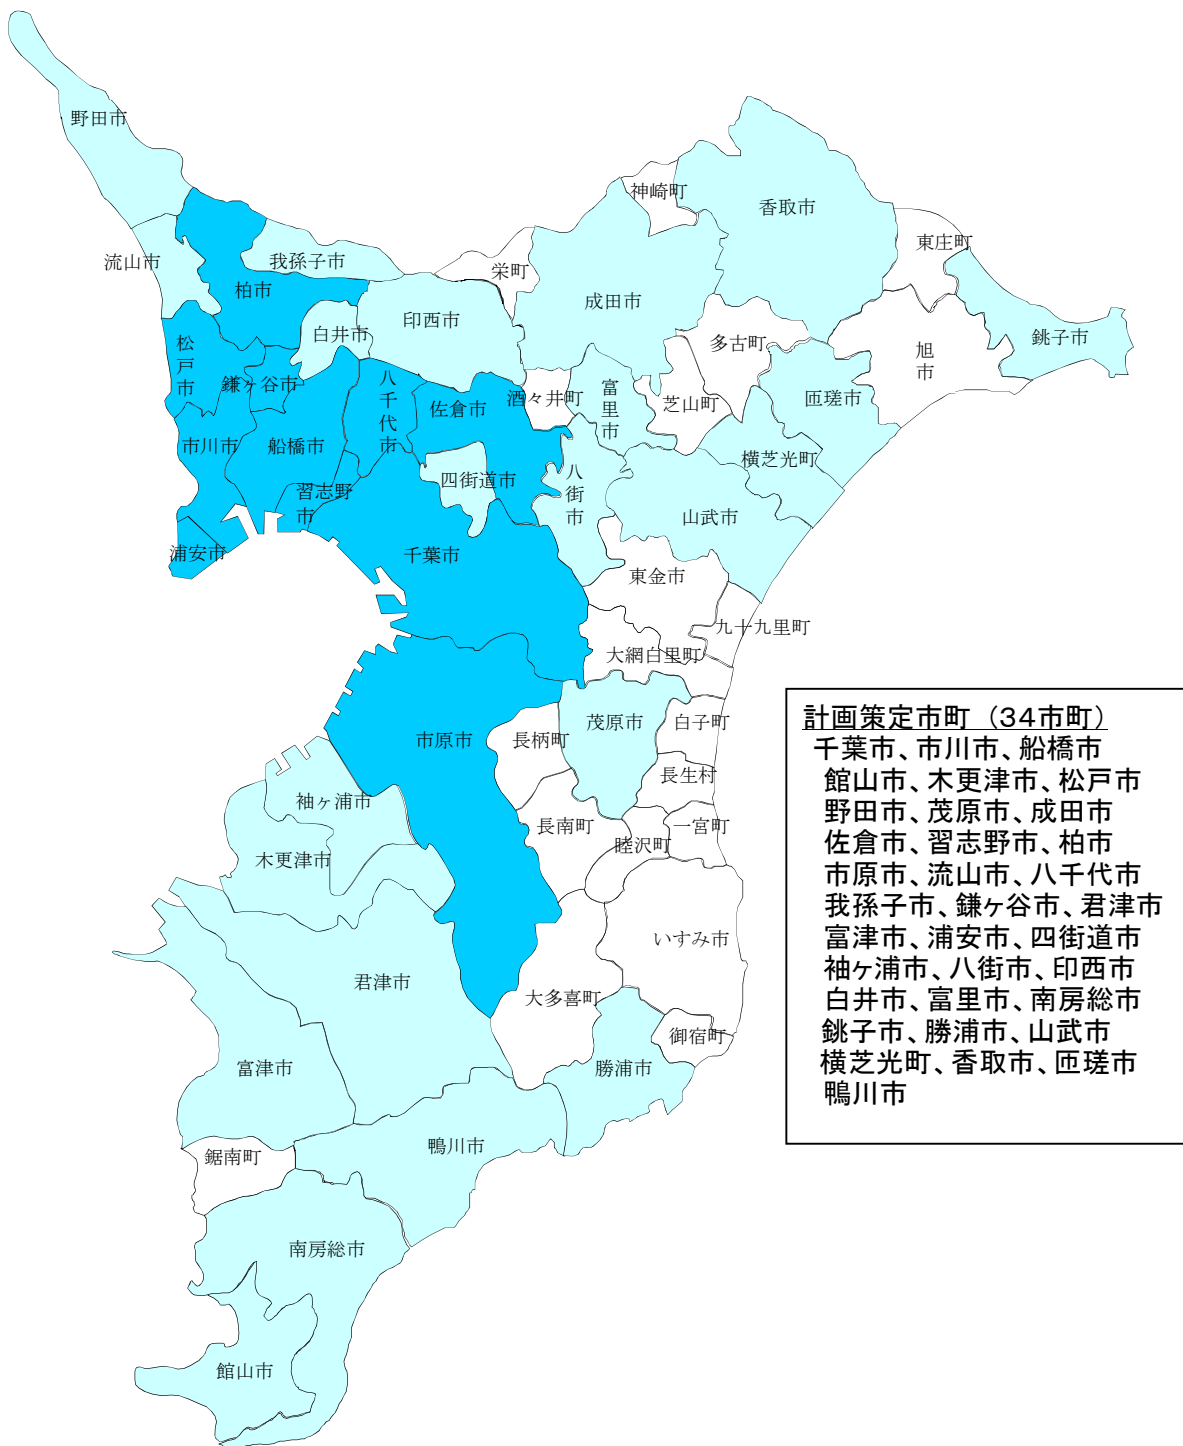 野田市
神崎町
香取市
東庄町
流山市
我孫子市
栄町
柏市
成田市
印西市
白井市
多古町
銚子市
旭市
松戸市
鎌ヶ谷市
八千代市
佐倉市
酒々井町
富里市
芝山町
匝瑳市
市川市
船橋市
横芝光町
四街道市
八街市
習志野市
山武市
浦安市
千葉市
東金市
九十九里町
大網白里町
茂原市
白子町
市原市
長柄町
長生村
袖ヶ浦市
長南町
睦沢町
一宮町
木更津市
いすみ市
君津市
大多喜町
御宿町
富津市
勝浦市
鴨川市
鋸南町
南房総市
館山市
計画策定市町（34市町）
千葉市、市川市、船橋市
館山市、木更津市、松戸市
野田市、茂原市、成田市
佐倉市、習志野市、柏市
市原市、流山市、八千代市
我孫子市、鎌ヶ谷市、君津市
富津市、浦安市、四街道市
袖ヶ浦市、八街市、印西市
白井市、富里市、南房総市
銚子市、勝浦市、山武市
横芝光町、香取市、匝瑳市
鴨川市